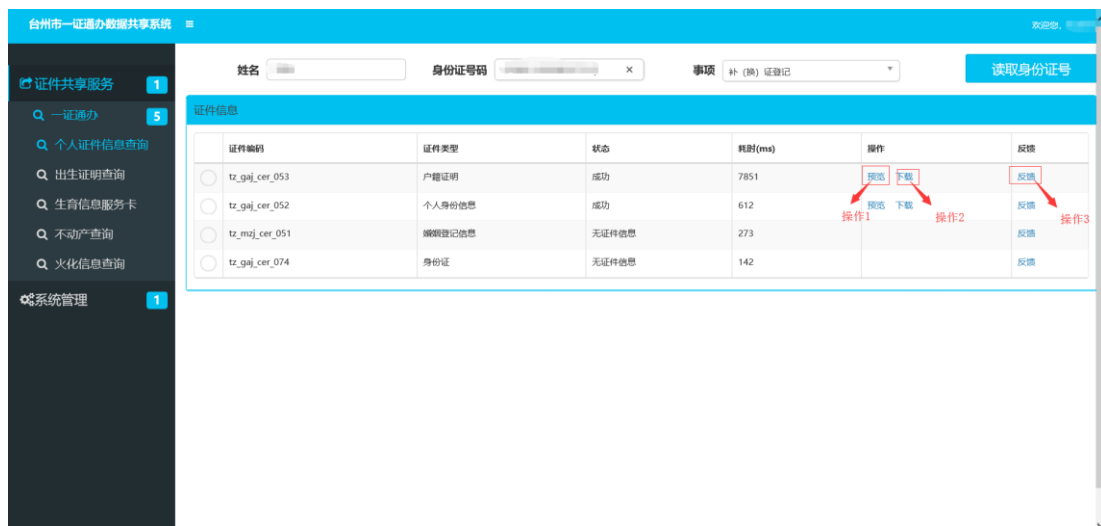 台州市一证通办数据共享系统
欢迎您,
证件共享服务 1
一证通办 5
个人证件信息查询
出生证明查询
生育信息服务卡
不动产查询
火化信息查询
系统管理 1
姓名 身份证号码 × 事项 补（换）证登记 读取身份证号
证件信息
证件编码 证件类型 状态 耗时(ms) 操作 反馈
tz_gaj_cer_053 户籍证明 成功 7851 预览 下载 反馈
tz_gaj_cer_052 个人身份信息 成功 612 预览 下载 反馈
操作1 操作2 操作3
tz_mzj_cer_051 婚姻登记信息 无证件信息 273 反馈
tz_gaj_cer_074 身份证 无证件信息 142 反馈